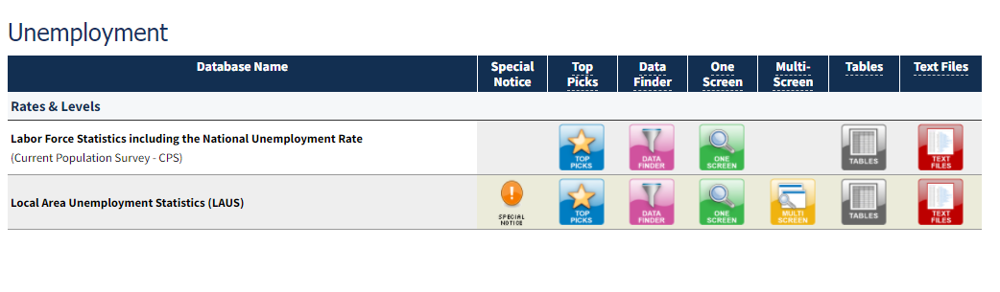 Unemployment
Database Name
Special
Notice
Top
Picks
Data
Finder
One
Screen
Multi-
Screen
Tables
Text Files
Rates & Levels
Labor Force Statistics including the National Unemployment Rate
(Current Population Survey - CPS)
TOP
PICKS
DATA
FINDER
ONE
SCREEN
TABLES
TEXT
FILES
Local Area Unemployment Statistics (LAUS)
SPECIAL
NOTICE
TOP
PICKS
DATA
FINDER
ONE
SCREEN
MULTI
SCREEN
TABLES
TEXT
FILES